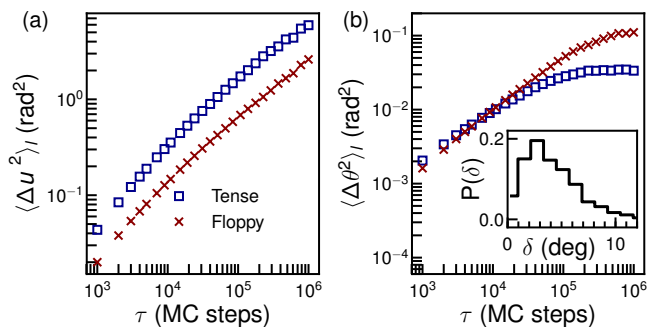 (a)
⟨Δu²⟩ₗ (rad²)
10⁰
10⁻¹
Tense
Floppy
10³ 10⁴ 10⁵ 10⁶
τ (MC steps)
(b)
⟨Δθ²⟩ₗ (rad²)
10⁻¹
10⁻²
10⁻³
10⁻⁴
P(δ)
0.2
0.0
0 10
δ (deg)
10³ 10⁴ 10⁵ 10⁶
τ (MC steps)